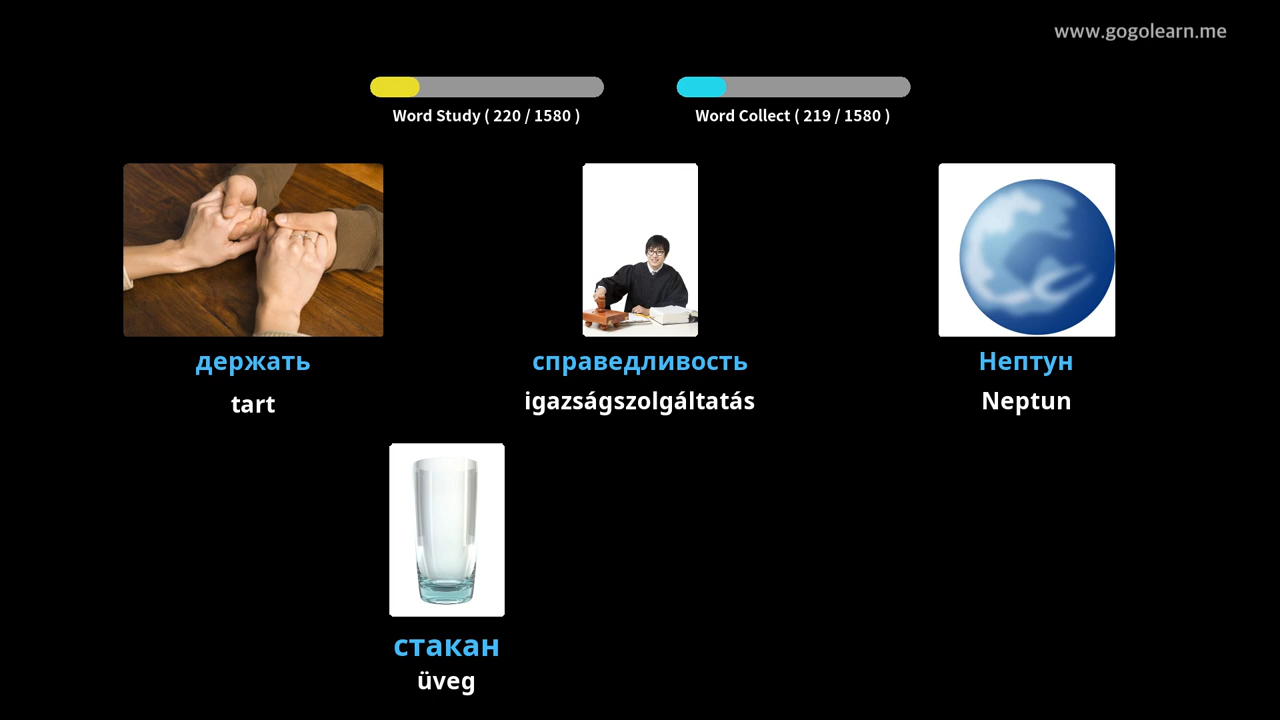 www.gogolearn.me
Word Study ( 220 / 1580 )
Word Collect ( 219 / 1580 )
держать
tart
справедливость
igazságszolgáltatás
Нептун
Neptun
стакан
üveg